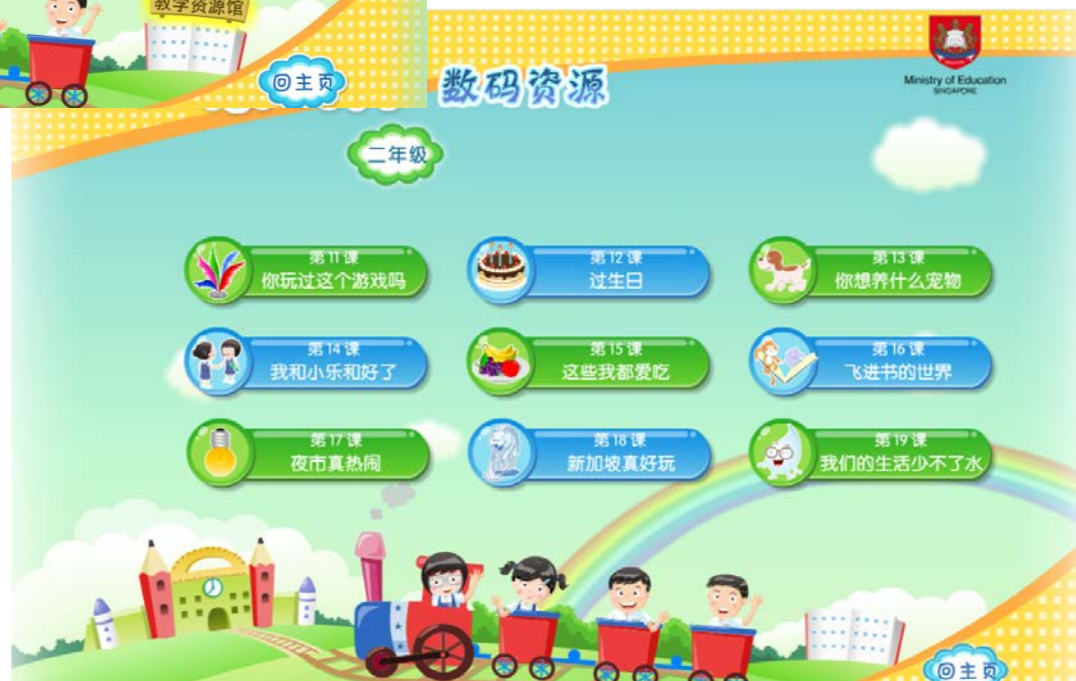 教学资源馆
回主页
数码资源
Ministry of Education
SINGAPORE
二年级
第11课
你玩过这个游戏吗
第12课
过生日
第13课
你想养什么宠物
第14课
我和小乐和好了
第15课
这些我都爱吃
第16课
飞进书的世界
第17课
夜市真热闹
第18课
新加坡真好玩
第19课
我们的生活少不了水
回主页